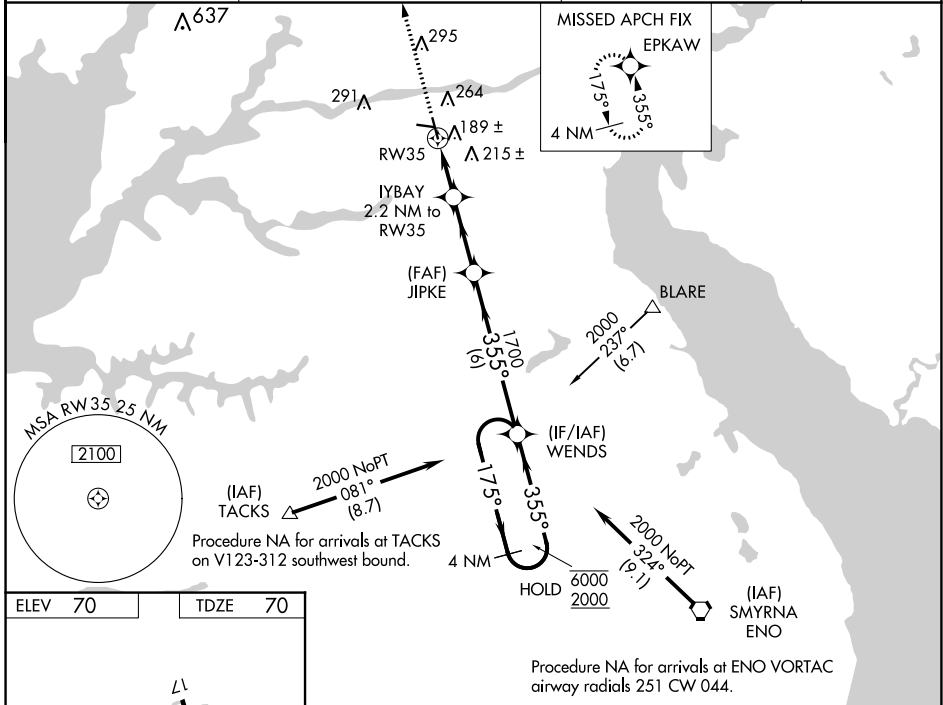 637
295
291
264
189 ±
215 ±
RW35
MISSED APCH FIX
EPKAW
175°
355°
4 NM
IYBAY
2.2 NM to
RW35
(FAF)
JIPKE
BLARE
2000
237°
(6.7)
1700
355°
(6)
MSA RW35 25 NM
2100
(IF/IAF)
WENDS
175°
355°
(IAF)
TACKS
2000 NoPT
081°
(8.7)
Procedure NA for arrivals at TACKS
on V123-312 southwest bound.
4 NM
HOLD
6000
2000
2000 NoPT
324°
(9.1)
(IAF)
SMYRNA
ENO
ELEV 70
TDZE 70
Procedure NA for arrivals at ENO VORTAC
airway radials 251 CW 044.
17